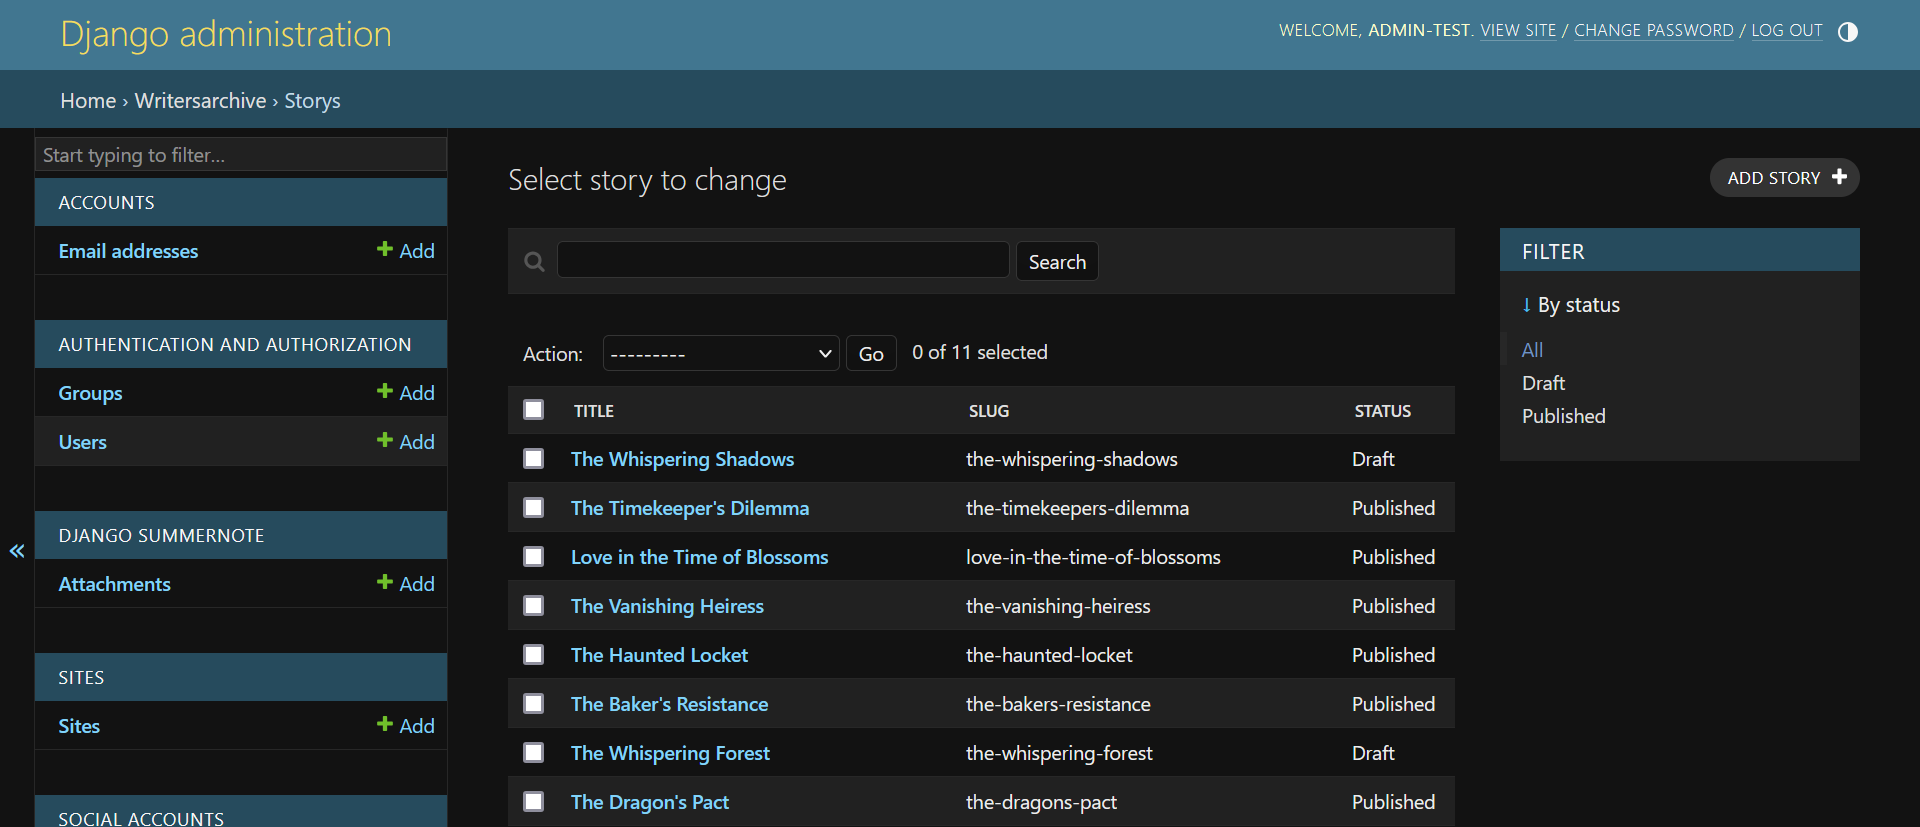 Django administration
WELCOME, ADMIN-TEST. VIEW SITE / CHANGE PASSWORD / LOG OUT
Home › Writersarchive › Storys
Start typing to filter...
ACCOUNTS
Email addresses + Add
AUTHENTICATION AND AUTHORIZATION
Groups + Add
Users + Add
DJANGO SUMMERNOTE
Attachments + Add
SITES
Sites + Add
SOCIAL ACCOUNTS
«
Select story to change
ADD STORY +
Search
Action: --------- Go 0 of 11 selected
TITLE SLUG STATUS
The Whispering Shadows the-whispering-shadows Draft
The Timekeeper's Dilemma the-timekeepers-dilemma Published
Love in the Time of Blossoms love-in-the-time-of-blossoms Published
The Vanishing Heiress the-vanishing-heiress Published
The Haunted Locket the-haunted-locket Published
The Baker's Resistance the-bakers-resistance Published
The Whispering Forest the-whispering-forest Draft
The Dragon's Pact the-dragons-pact Published
FILTER
↓ By status
All
Draft
Published